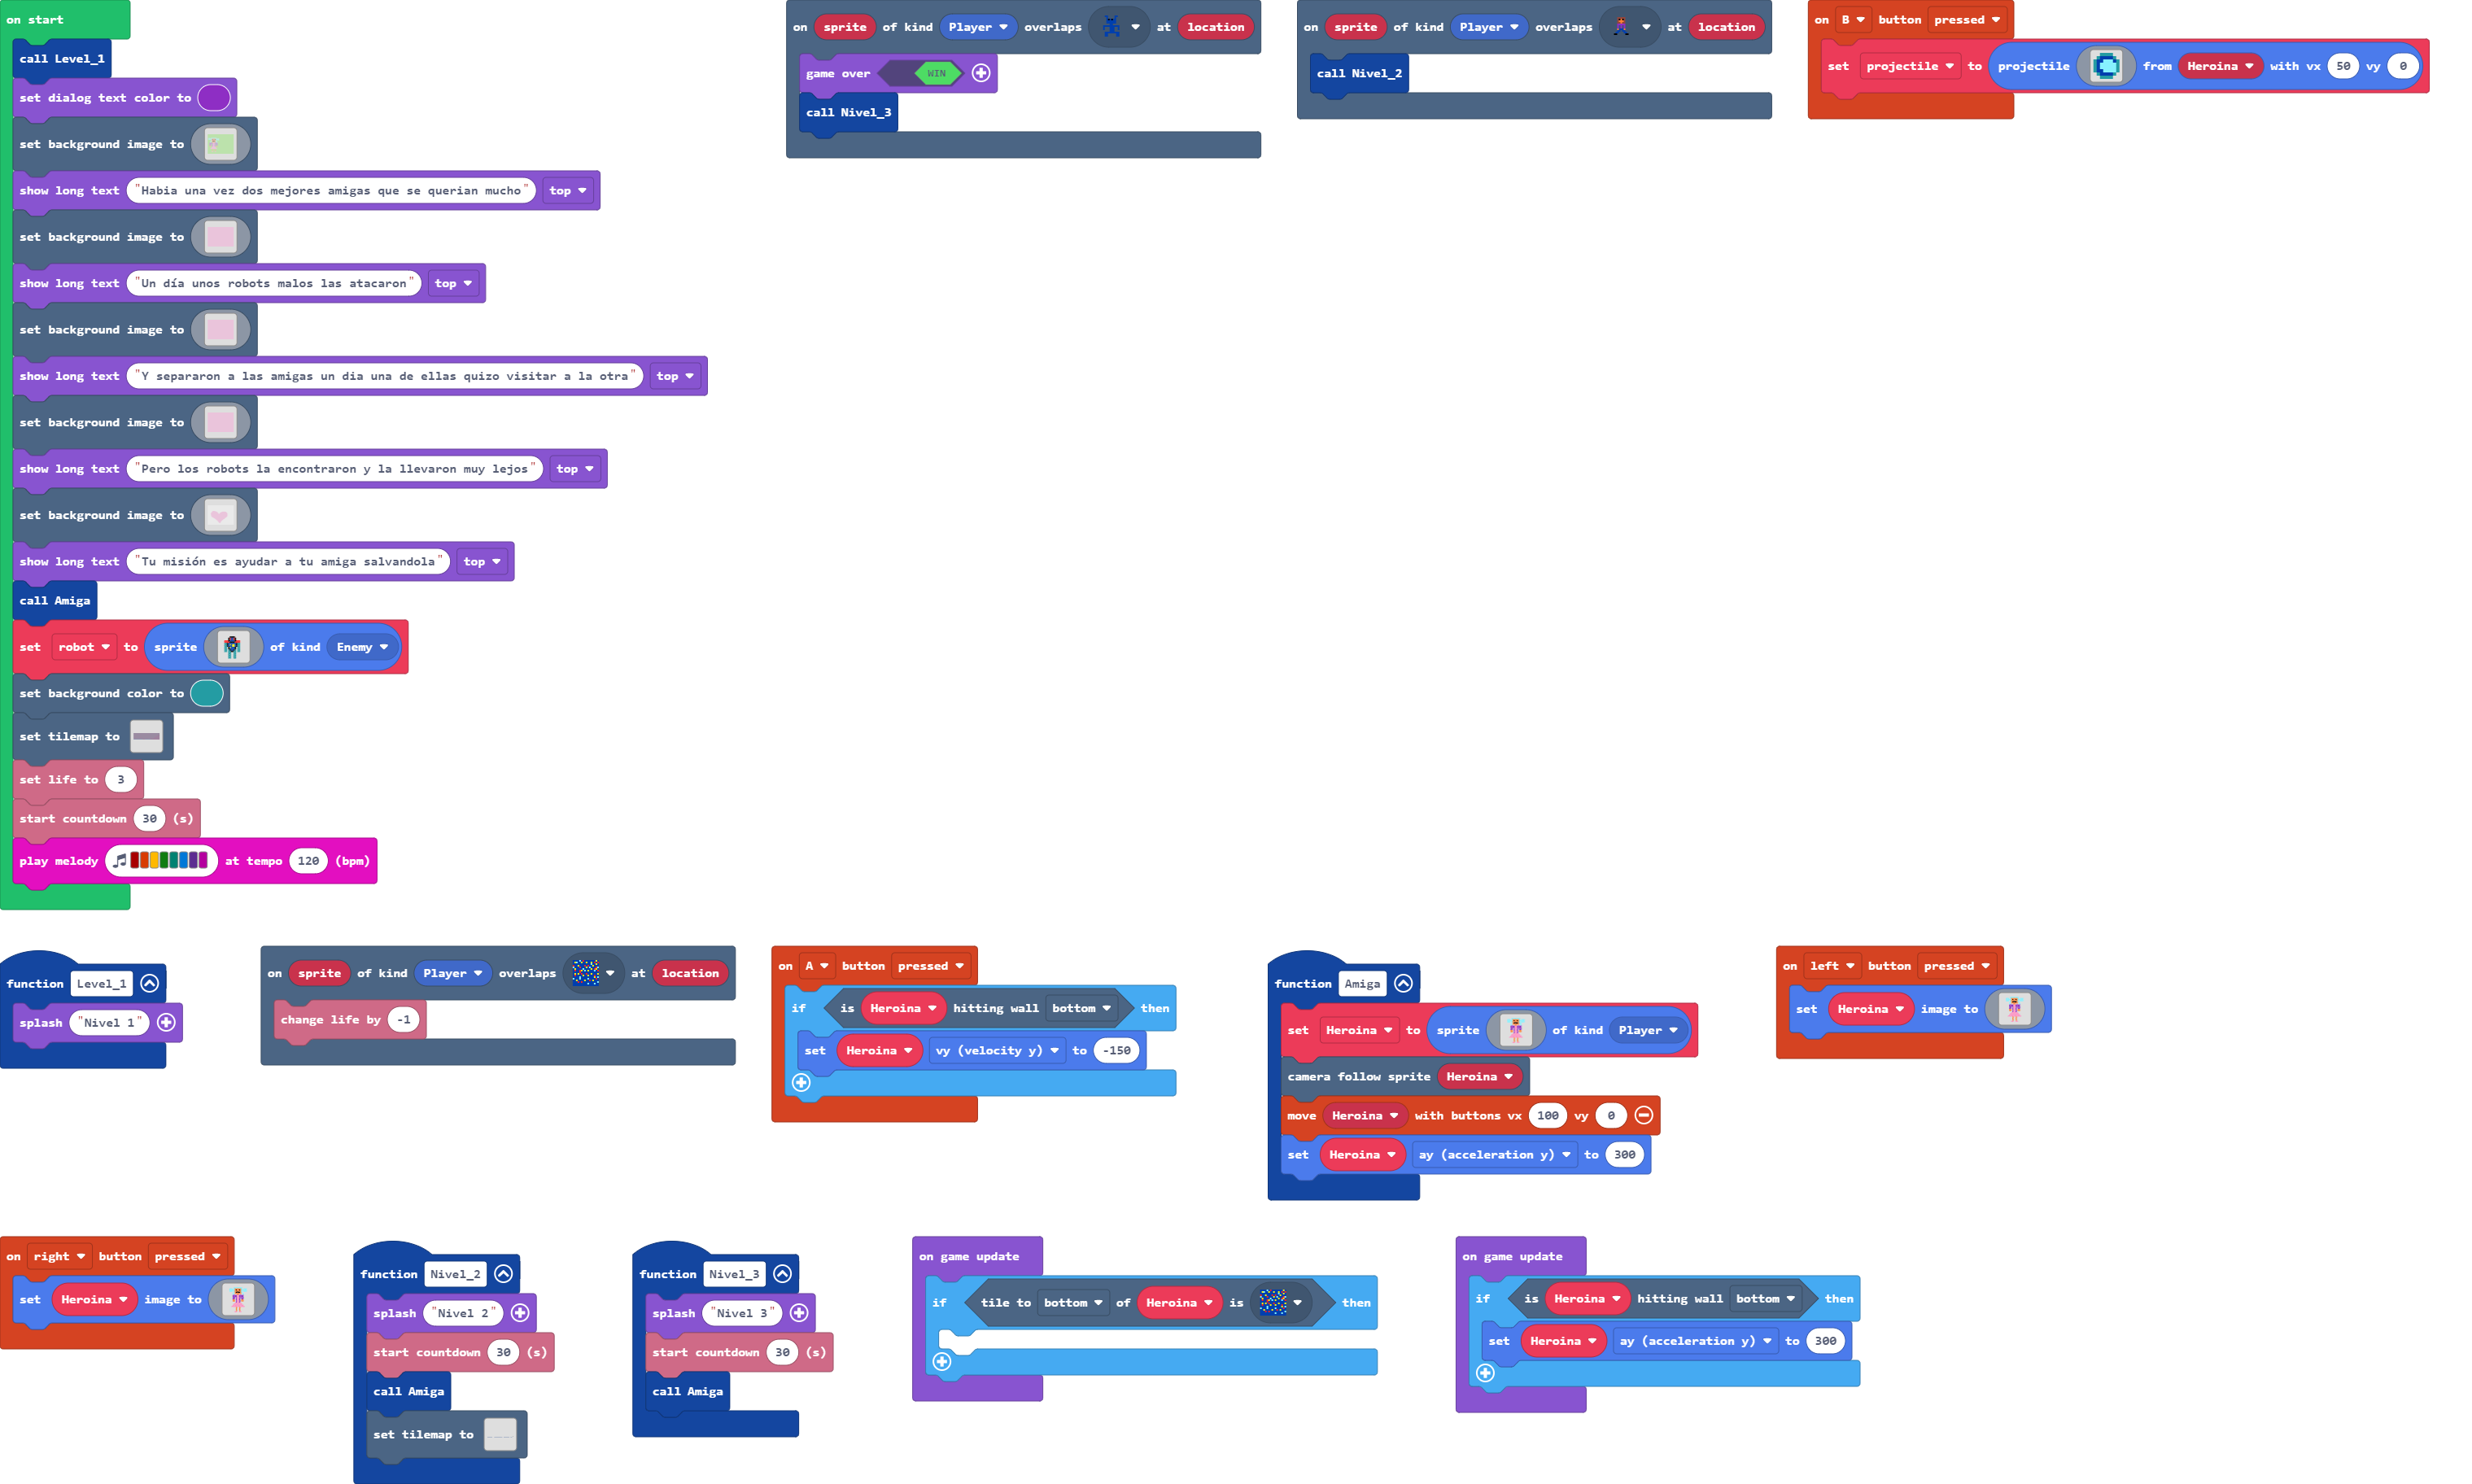 on start
call Level_1
set dialog text color to
set background image to
show long text "Habia una vez dos mejores amigas que se querian mucho" top
set background image to
show long text "Un día unos robots malos las atacaron" top
set background image to
show long text "Y separaron a las amigas un dia una de ellas quizo visitar a la otra" top
set background image to
show long text "Pero los robots la encontraron y la llevaron muy lejos" top
set background image to
show long text "Tu misión es ayudar a tu amiga salvandola" top
call Amiga
set robot to sprite of kind Enemy
set background color to
set tilemap to
set life to 3
start countdown 30 (s)
play melody at tempo 120 (bpm)
on sprite of kind Player overlaps at location
game over WIN
call Nivel_3
on sprite of kind Player overlaps at location
call Nivel_2
on B button pressed
set projectile to projectile from Heroina with vx 50 vy 0
function Level_1
splash "Nivel 1"
on sprite of kind Player overlaps at location
change life by -1
on A button pressed
if is Heroina hitting wall bottom then
set Heroina vy (velocity y) to -150
function Amiga
set Heroina to sprite of kind Player
camera follow sprite Heroina
move Heroina with buttons vx 100 vy 0
set Heroina ay (acceleration y) to 300
on left button pressed
set Heroina image to
on right button pressed
set Heroina image to
function Nivel_2
splash "Nivel 2"
start countdown 30 (s)
call Amiga
set tilemap to
function Nivel_3
splash "Nivel 3"
start countdown 30 (s)
call Amiga
on game update
if tile to bottom of Heroina is then
on game update
if is Heroina hitting wall bottom then
set Heroina ay (acceleration y) to 300